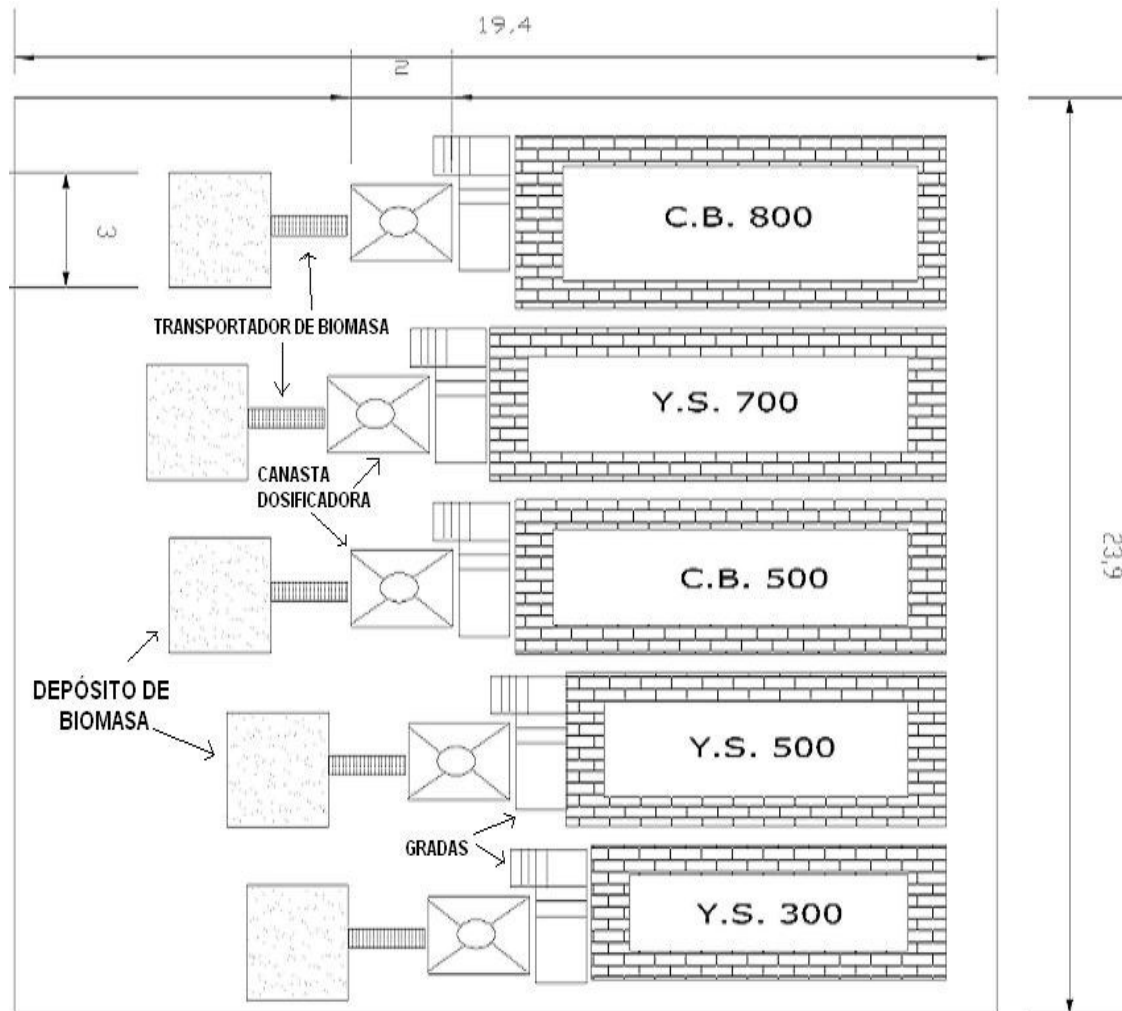 19,4
2
C.B. 800
3
TRANSPORTADOR DE BIOMASA
Y.S. 700
CANASTA
DOSIFICADORA
C.B. 500
23,9
DEPÓSITO DE
BIOMASA
Y.S. 500
GRADAS
Y.S. 300